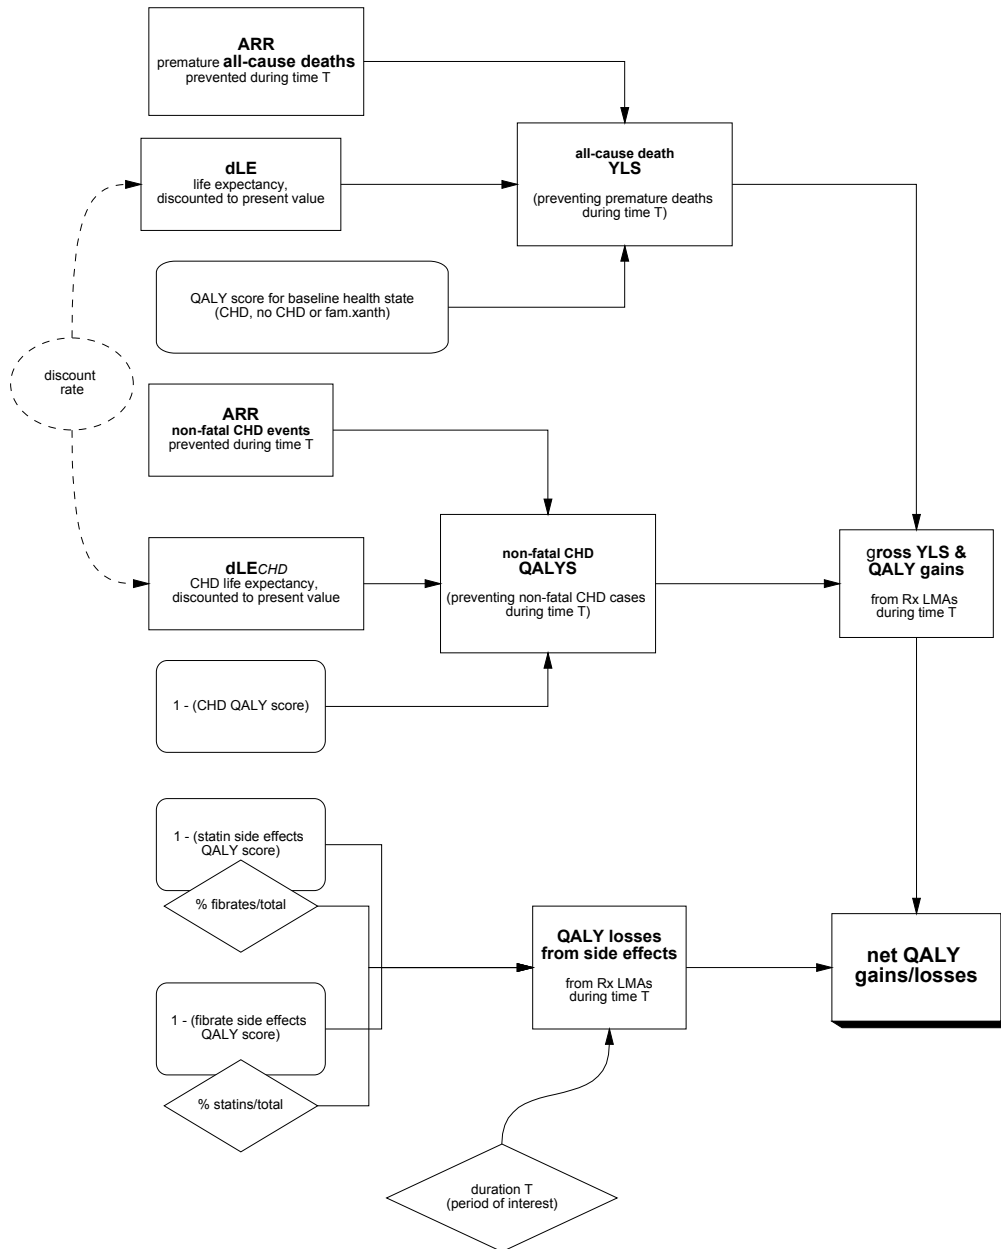 ARR
premature all-cause deaths
prevented during time T
all-cause death
YLS
(preventing premature deaths
during time T)
dLE
life expectancy,
discounted to present value
QALY score for baseline health state
(CHD, no CHD or fam.xanth)
discount
rate
ARR
non-fatal CHD events
prevented during time T
dLECHD
CHD life expectancy,
discounted to present value
non-fatal CHD
QALYS
(preventing non-fatal CHD cases
during time T)
gross YLS &
QALY gains
from Rx LMAs
during time T
1 - (CHD QALY score)
1 - (statin side effects
QALY score)
% fibrates/total
QALY losses
from side effects
from Rx LMAs
during time T
net QALY
gains/losses
1 - (fibrate side effects
QALY score)
% statins/total
duration T
(period of interest)